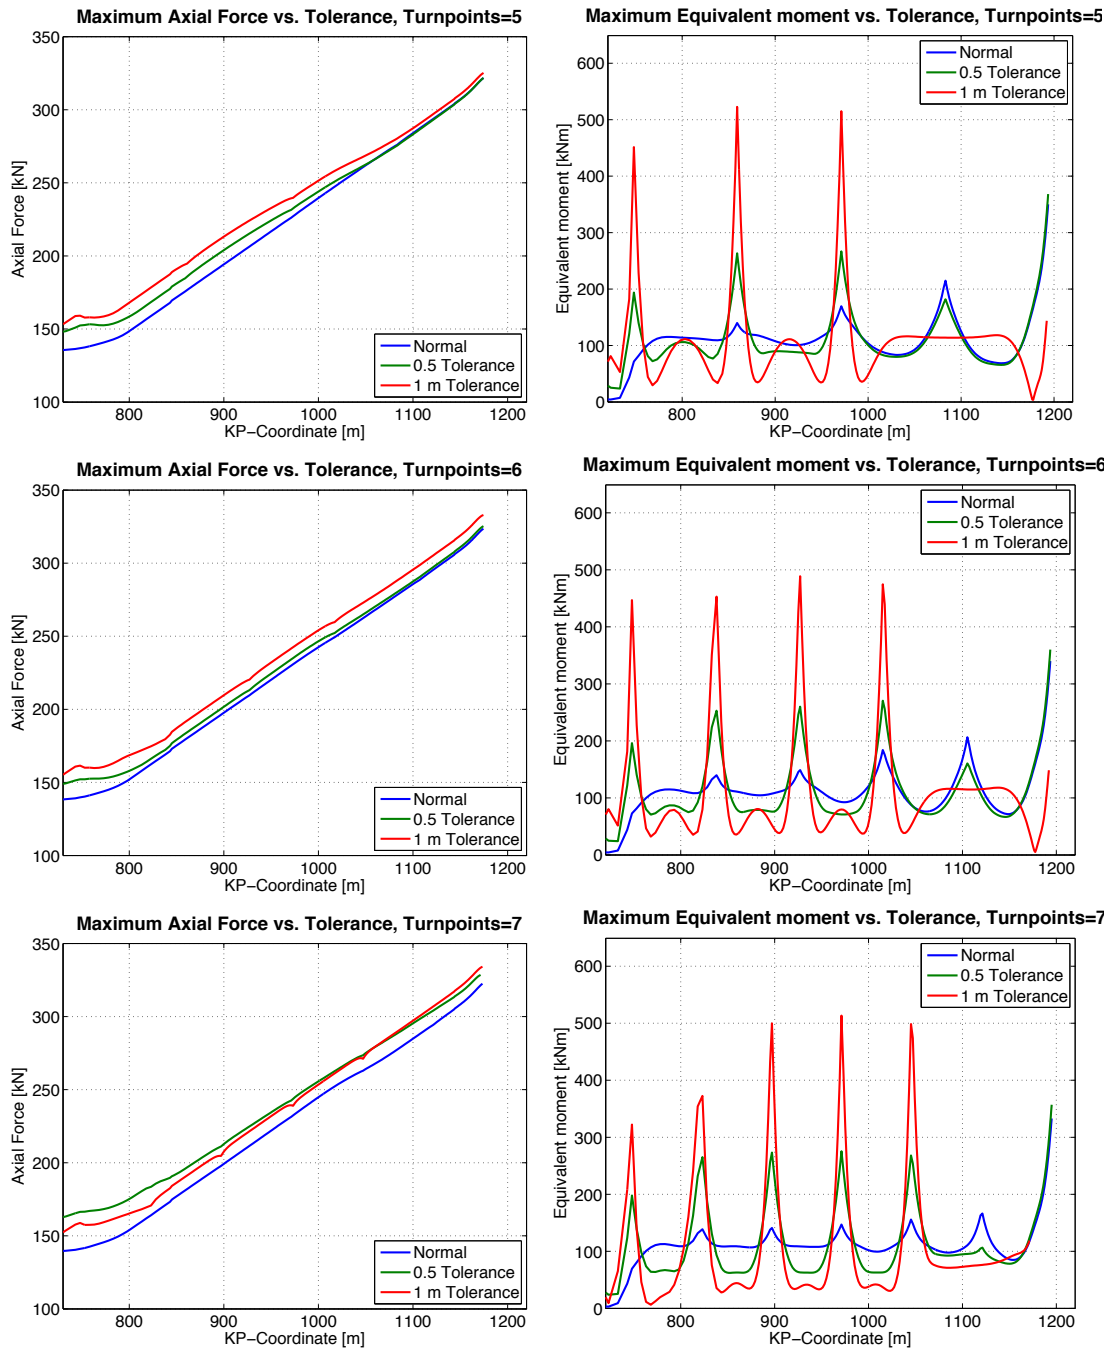 Maximum Axial Force vs. Tolerance, Turnpoints=5
350
300
250
200
150
100
Axial Force [kN]
800
900
1000
1100
1200
KP-Coordinate [m]
Normal
0.5 Tolerance
1 m Tolerance
Maximum Equivalent moment vs. Tolerance, Turnpoints=5
600
500
400
300
200
100
0
Equivalent moment [kNm]
800
900
1000
1100
1200
KP-Coordinate [m]
Normal
0.5 Tolerance
1 m Tolerance
Maximum Axial Force vs. Tolerance, Turnpoints=6
350
300
250
200
150
100
Axial Force [kN]
800
900
1000
1100
1200
KP-Coordinate [m]
Normal
0.5 Tolerance
1 m Tolerance
Maximum Equivalent moment vs. Tolerance, Turnpoints=6
600
500
400
300
200
100
0
Equivalent moment [kNm]
800
900
1000
1100
1200
KP-Coordinate [m]
Normal
0.5 Tolerance
1 m Tolerance
Maximum Axial Force vs. Tolerance, Turnpoints=7
350
300
250
200
150
100
Axial Force [kN]
800
900
1000
1100
1200
KP-Coordinate [m]
Normal
0.5 Tolerance
1 m Tolerance
Maximum Equivalent moment vs. Tolerance, Turnpoints=7
600
500
400
300
200
100
0
Equivalent moment [kNm]
800
900
1000
1100
1200
KP-Coordinate [m]
Normal
0.5 Tolerance
1 m Tolerance